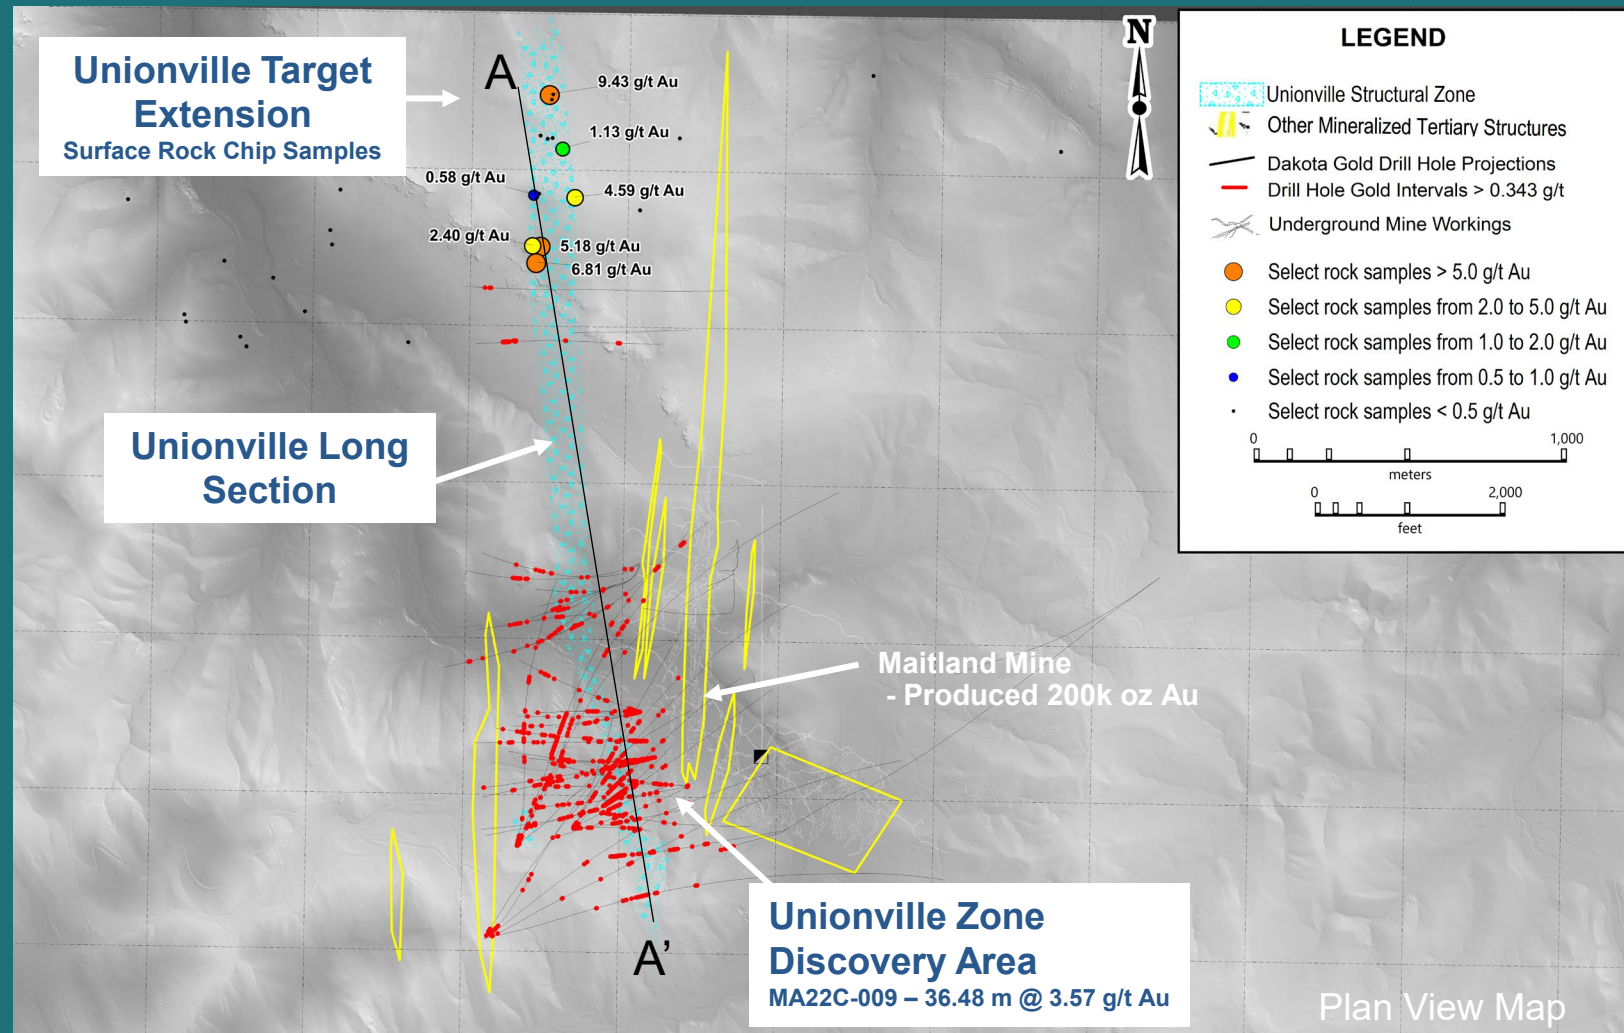 Unionville Target
Extension
Surface Rock Chip Samples
A
9.43 g/t Au
1.13 g/t Au
0.58 g/t Au
4.59 g/t Au
2.40 g/t Au
5.18 g/t Au
6.81 g/t Au
N
LEGEND
Unionville Structural Zone
Other Mineralized Tertiary Structures
Dakota Gold Drill Hole Projections
Drill Hole Gold Intervals > 0.343 g/t
Underground Mine Workings
Select rock samples > 5.0 g/t Au
Select rock samples from 2.0 to 5.0 g/t Au
Select rock samples from 1.0 to 2.0 g/t Au
Select rock samples from 0.5 to 1.0 g/t Au
Select rock samples < 0.5 g/t Au
0 1,000
meters
0 2,000
feet
Unionville Long
Section
Maitland Mine
- Produced 200k oz Au
Unionville Zone
Discovery Area
MA22C-009 – 36.48 m @ 3.57 g/t Au
A'
Plan View Map